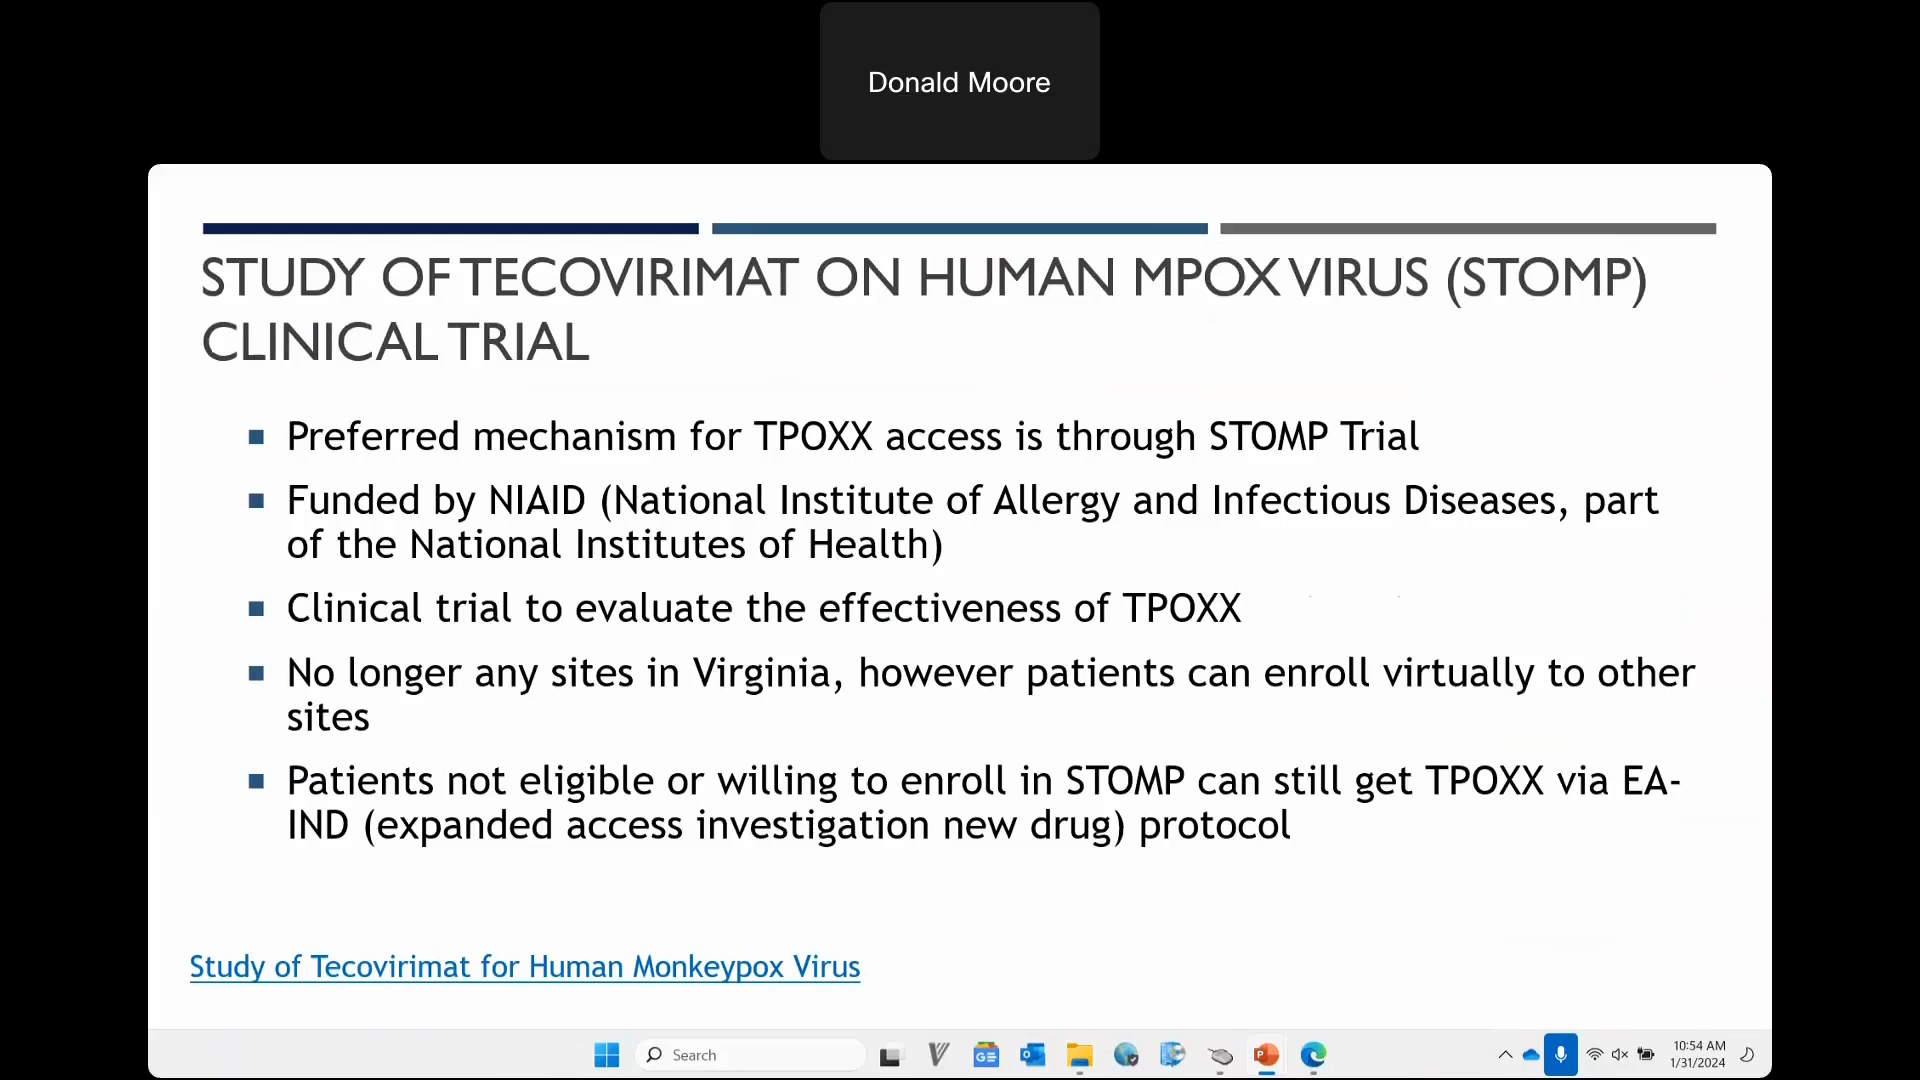 Donald Moore
STUDY OF TECOVIRIMAT ON HUMAN MPOX VIRUS (STOMP)
CLINICAL TRIAL
Preferred mechanism for TPOXX access is through STOMP Trial
Funded by NIAID (National Institute of Allergy and Infectious Diseases, part
of the National Institutes of Health)
Clinical trial to evaluate the effectiveness of TPOXX
No longer any sites in Virginia, however patients can enroll virtually to other
sites
Patients not eligible or willing to enroll in STOMP can still get TPOXX via EA-
IND (expanded access investigation new drug) protocol
Study of Tecovirimat for Human Monkeypox Virus
Search
10:54 AM
1/31/2024